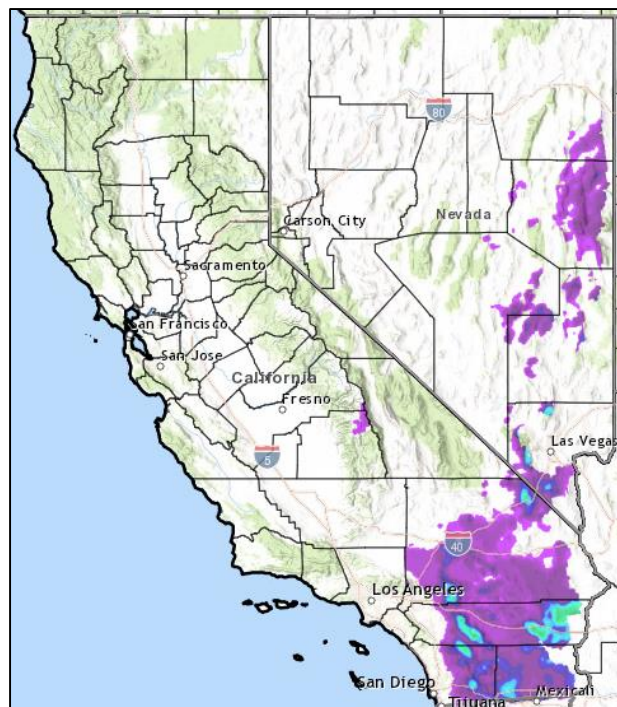 80
Nevada
Carson City
Sacramento
San Francisco
San Jose
California
Fresno
5
Las Vegas
40
Los Angeles
San Diego
Mexicali
Tijuana